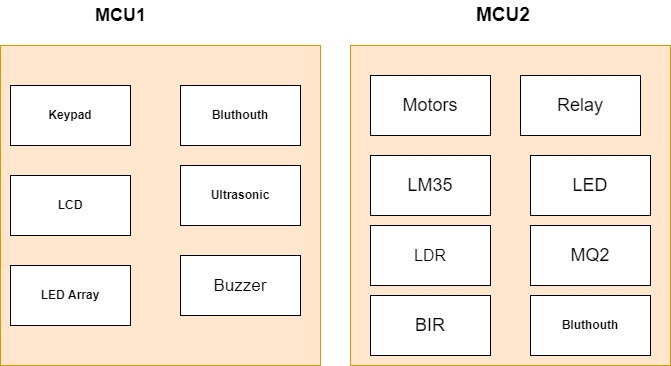 MCU1
Keypad
Bluthouth
LCD
Ultrasonic
LED Array
Buzzer
MCU2
Motors
Relay
LM35
LED
LDR
MQ2
BIR
Bluthouth